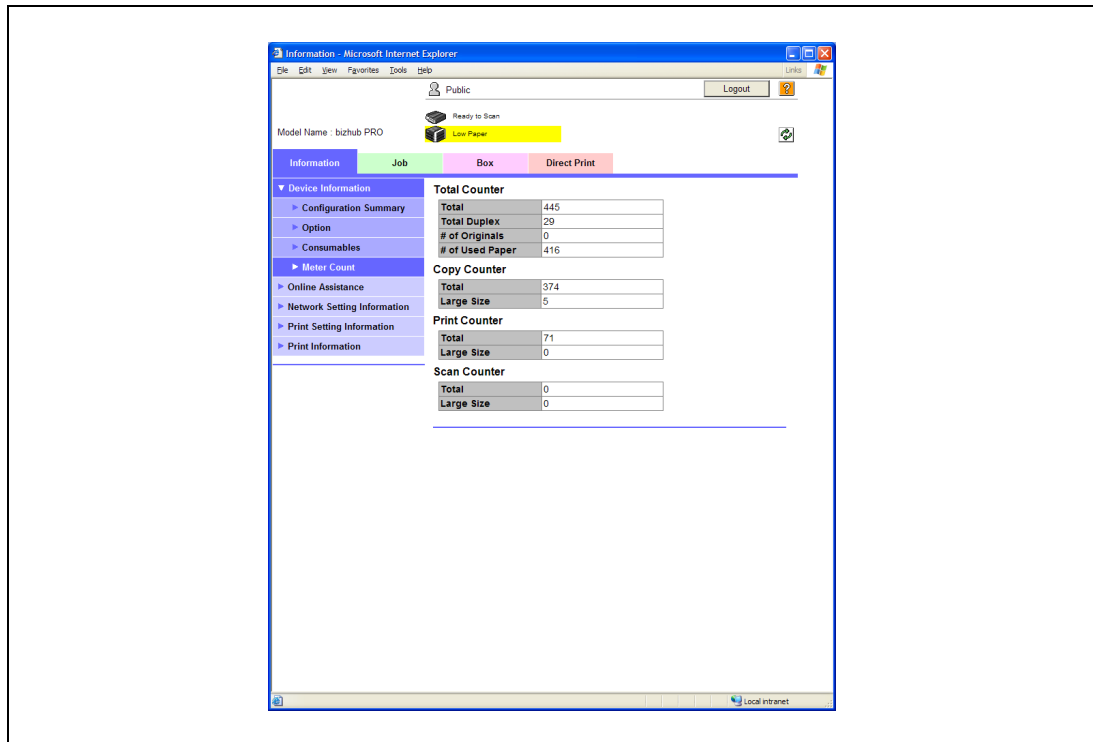 Information - Microsoft Internet Explorer
File Edit View Favorites Tools Help Links
Public Logout ?
Ready to Scan
Model Name : bizhub PRO Low Paper
Information Job Box Direct Print
Device Information
Configuration Summary
Option
Consumables
Meter Count
Online Assistance
Network Setting Information
Print Setting Information
Print Information
Total Counter
Total 445
Total Duplex 29
# of Originals 0
# of Used Paper 416
Copy Counter
Total 374
Large Size 5
Print Counter
Total 71
Large Size 0
Scan Counter
Total 0
Large Size 0
Local intranet